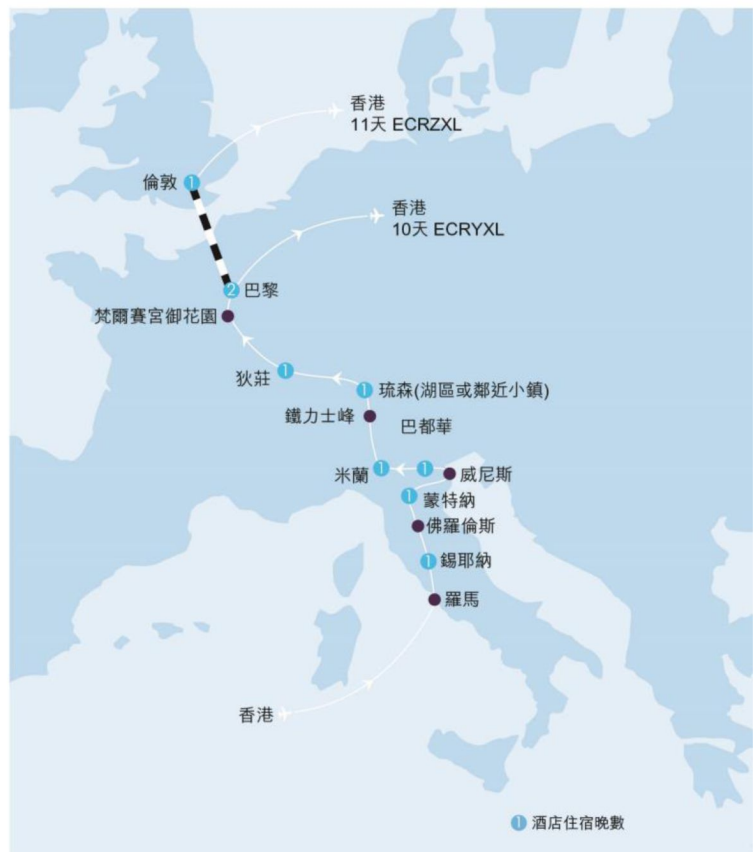 香港
11天 ECRZXL
倫敦 1
香港
10天 ECRYXL
2 巴黎
梵爾賽宮御花園
狄莊 1
1 琉森(湖區或鄰近小鎮)
鐵力士峰
巴都華
米蘭 1
1 威尼斯
1 蒙特納
佛羅倫斯
1 錫耶納
羅馬
香港
1 酒店住宿晚數